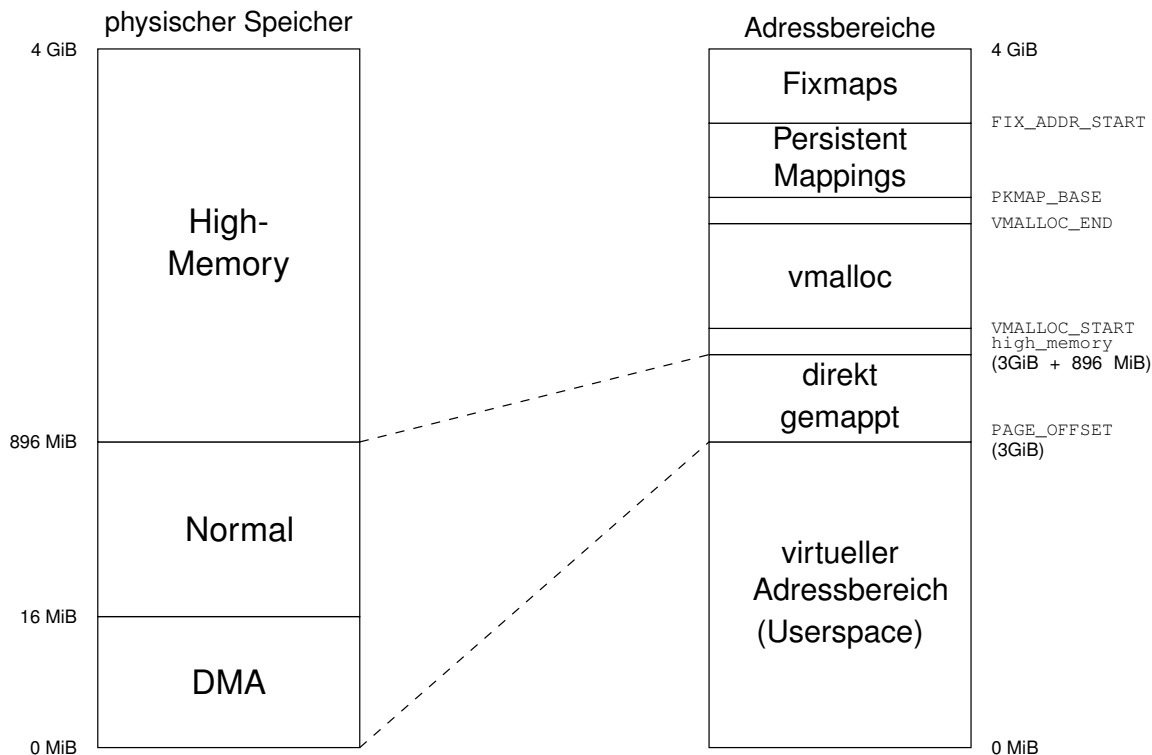 physischer Speicher
4 GiB
High-
Memory
896 MiB
Normal
16 MiB
DMA
0 MiB
Adressbereiche
4 GiB
Fixmaps
FIX_ADDR_START
Persistent
Mappings
PKMAP_BASE
VMALLOC_END
vmalloc
VMALLOC_START
high_memory
(3GiB + 896 MiB)
direkt
gemappt
PAGE_OFFSET
(3GiB)
virtueller
Adressbereich
(Userspace)
0 MiB